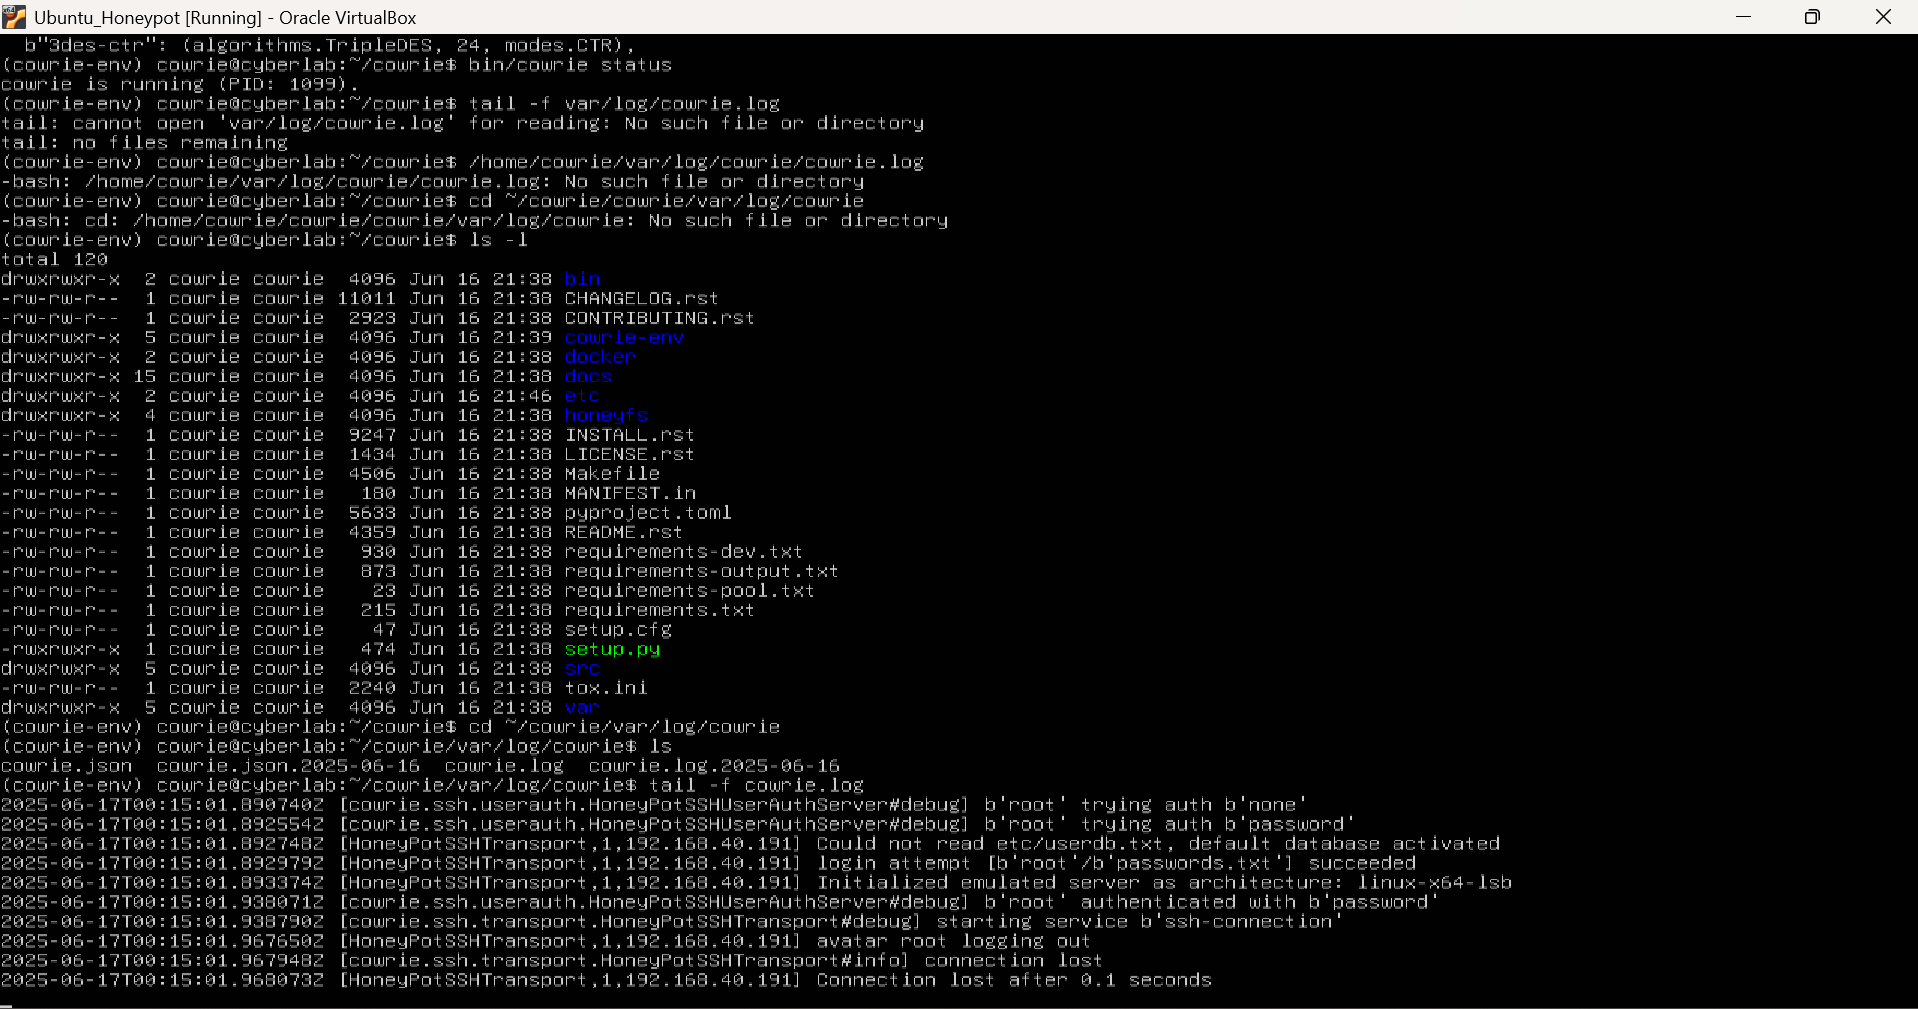 Ubuntu_Honeypot [Running] - Oracle VirtualBox
  b"3des-ctr": (algorithms.TripleDES, 24, modes.CTR),
(cowrie-env) cowrie@cyberlab:~/cowrie$ bin/cowrie status
cowrie is running (PID: 1099).
(cowrie-env) cowrie@cyberlab:~/cowrie$ tail -f var/log/cowrie.log
tail: cannot open 'var/log/cowrie.log' for reading: No such file or directory
tail: no files remaining
(cowrie-env) cowrie@cyberlab:~/cowrie$ /home/cowrie/var/log/cowrie/cowrie.log
-bash: /home/cowrie/var/log/cowrie/cowrie.log: No such file or directory
(cowrie-env) cowrie@cyberlab:~/cowrie$ cd ~/cowrie/cowrie/var/log/cowrie
-bash: cd: /home/cowrie/cowrie/cowrie/var/log/cowrie: No such file or directory
(cowrie-env) cowrie@cyberlab:~/cowrie$ ls -l
total 120
drwxrwxr-x  2 cowrie cowrie  4096 Jun 16 21:38 bin
-rw-rw-r--  1 cowrie cowrie 11011 Jun 16 21:38 CHANGELOG.rst
-rw-rw-r--  1 cowrie cowrie  2923 Jun 16 21:38 CONTRIBUTING.rst
drwxrwxr-x  5 cowrie cowrie  4096 Jun 16 21:39 cowrie-env
drwxrwxr-x  2 cowrie cowrie  4096 Jun 16 21:38 docker
drwxrwxr-x 15 cowrie cowrie  4096 Jun 16 21:38 docs
drwxrwxr-x  2 cowrie cowrie  4096 Jun 16 21:46 etc
drwxrwxr-x  4 cowrie cowrie  4096 Jun 16 21:38 honeyfs
-rw-rw-r--  1 cowrie cowrie  9247 Jun 16 21:38 INSTALL.rst
-rw-rw-r--  1 cowrie cowrie  1434 Jun 16 21:38 LICENSE.rst
-rw-rw-r--  1 cowrie cowrie  4506 Jun 16 21:38 Makefile
-rw-rw-r--  1 cowrie cowrie   180 Jun 16 21:38 MANIFEST.in
-rw-rw-r--  1 cowrie cowrie  5633 Jun 16 21:38 pyproject.toml
-rw-rw-r--  1 cowrie cowrie  4359 Jun 16 21:38 README.rst
-rw-rw-r--  1 cowrie cowrie   930 Jun 16 21:38 requirements-dev.txt
-rw-rw-r--  1 cowrie cowrie   873 Jun 16 21:38 requirements-output.txt
-rw-rw-r--  1 cowrie cowrie    23 Jun 16 21:38 requirements-pool.txt
-rw-rw-r--  1 cowrie cowrie   215 Jun 16 21:38 requirements.txt
-rw-rw-r--  1 cowrie cowrie    47 Jun 16 21:38 setup.cfg
-rwxrwxr-x  1 cowrie cowrie   474 Jun 16 21:38 setup.py
drwxrwxr-x  5 cowrie cowrie  4096 Jun 16 21:38 src
-rw-rw-r--  1 cowrie cowrie  2240 Jun 16 21:38 tox.ini
drwxrwxr-x  5 cowrie cowrie  4096 Jun 16 21:38 var
(cowrie-env) cowrie@cyberlab:~/cowrie$ cd ~/cowrie/var/log/cowrie
(cowrie-env) cowrie@cyberlab:~/cowrie/var/log/cowrie$ ls
cowrie.json  cowrie.json.2025-06-16  cowrie.log  cowrie.log.2025-06-16
(cowrie-env) cowrie@cyberlab:~/cowrie/var/log/cowrie$ tail -f cowrie.log
2025-06-17T00:15:01.890740Z [cowrie.ssh.userauth.HoneyPotSSHUserAuthServer#debug] b'root' trying auth b'none'
2025-06-17T00:15:01.892554Z [cowrie.ssh.userauth.HoneyPotSSHUserAuthServer#debug] b'root' trying auth b'password'
2025-06-17T00:15:01.892748Z [HoneyPotSSHTransport,1,192.168.40.191] Could not read etc/userdb.txt, default database activated
2025-06-17T00:15:01.892979Z [HoneyPotSSHTransport,1,192.168.40.191] login attempt [b'root'/b'passwords.txt'] succeeded
2025-06-17T00:15:01.893374Z [HoneyPotSSHTransport,1,192.168.40.191] Initialized emulated server as architecture: linux-x64-lsb
2025-06-17T00:15:01.938071Z [cowrie.ssh.userauth.HoneyPotSSHUserAuthServer#debug] b'root' authenticated with b'password'
2025-06-17T00:15:01.938790Z [cowrie.ssh.transport.HoneyPotSSHTransport#debug] starting service b'ssh-connection'
2025-06-17T00:15:01.967650Z [HoneyPotSSHTransport,1,192.168.40.191] avatar root logging out
2025-06-17T00:15:01.967948Z [cowrie.ssh.transport.HoneyPotSSHTransport#info] connection lost
2025-06-17T00:15:01.968073Z [HoneyPotSSHTransport,1,192.168.40.191] Connection lost after 0.1 seconds